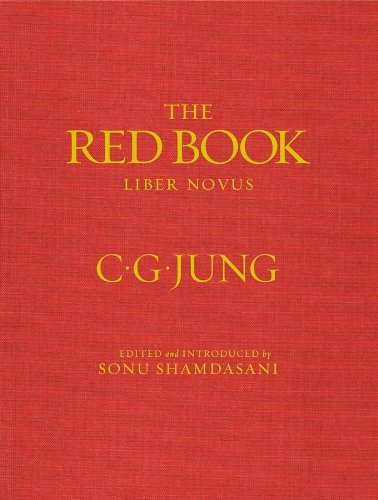 THE
RED BOOK
LIBER NOVUS
C·G·JUNG
EDITED and INTRODUCED by
SONU SHAMDASANI